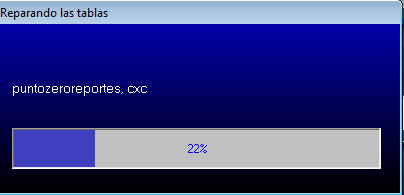 Reparando las tablas
puntozeroreportes, cxc
22%